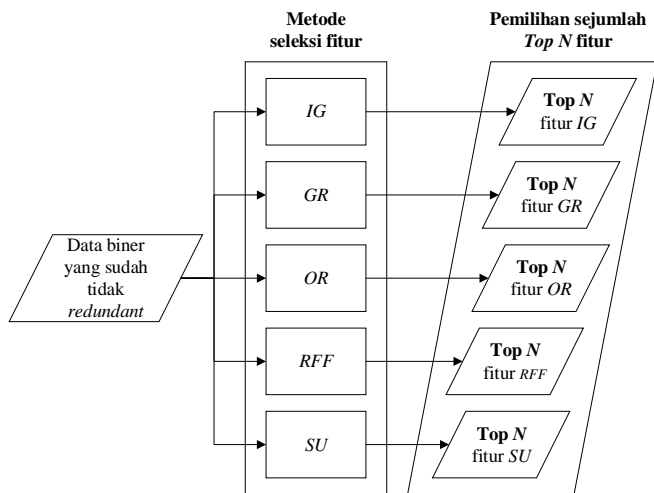 Metode
seleksi fitur
Pemilihan sejumlah
Top N fitur
IG
Top N
fitur IG
GR
Top N
fitur GR
Data biner
yang sudah
tidak
redundant
OR
Top N
fitur OR
RFF
Top N
fitur RFF
SU
Top N
fitur SU